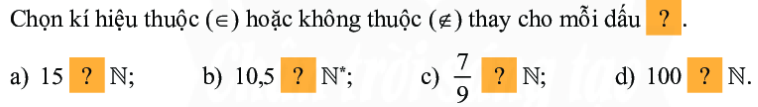 Chọn kí hiệu thuộc (∈) hoặc không thuộc (∉) thay cho mỗi dấu ? .
a) 15 ? ℕ; b) 10,5 ? ℕ*; c) 7/9 ? ℕ; d) 100 ? ℕ.